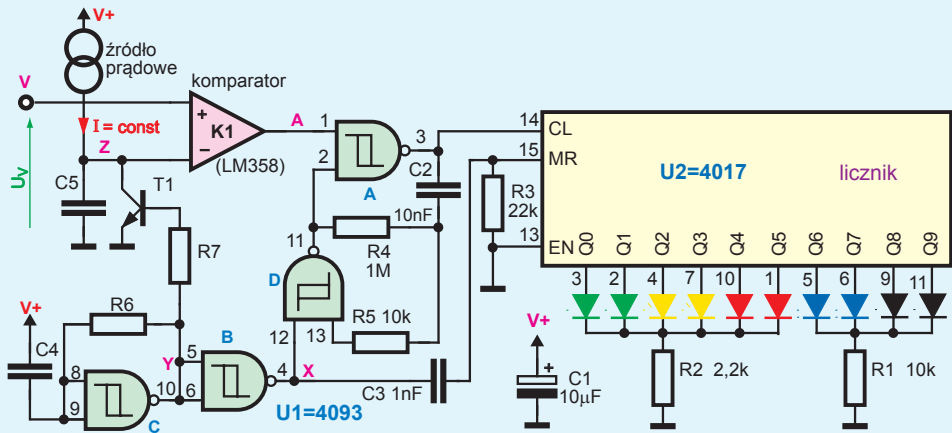 V+
źródło
prądowe
V
I = const
Z
Uv
C5
T1
R7
komparator
+
−
K1
(LM358)
A
1
2
3
A
C2
10nF
R4
1M
11
D
12
13
R5 10k
V+
C4
R6
8
9
10
C
Y
B
5
6
4
X
C3 1nF
U1=4093
14
15
13
R3
22k
CL
MR
EN
U2=4017
licznik
Q0
Q1
Q2
Q3
Q4
Q5
Q6
Q7
Q8
Q9
3
2
4
7
10
1
5
6
9
11
V+
+
C1
10µF
R2 2,2k
R1 10k